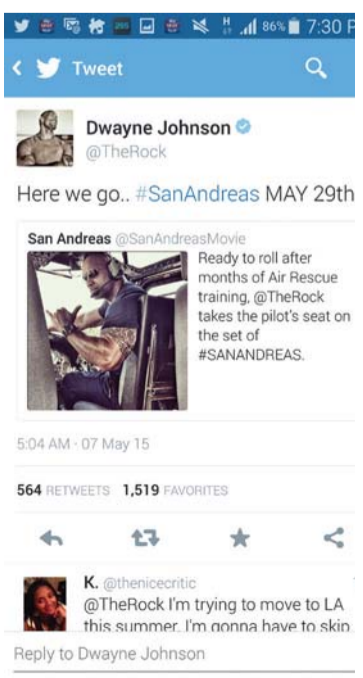 86% 7:30 P
Tweet
Dwayne Johnson
@TheRock
Here we go.. #SanAndreas MAY 29th
San Andreas @SanAndreasMovie
Ready to roll after
months of Air Rescue
training, @TheRock
takes the pilot's seat on
the set of
#SANANDREAS.
5:04 AM · 07 May 15
564 RETWEETS 1,519 FAVORITES
K. @thenicecritic
@TheRock I'm trying to move to LA
this summer. I'm gonna have to skip
Reply to Dwayne Johnson